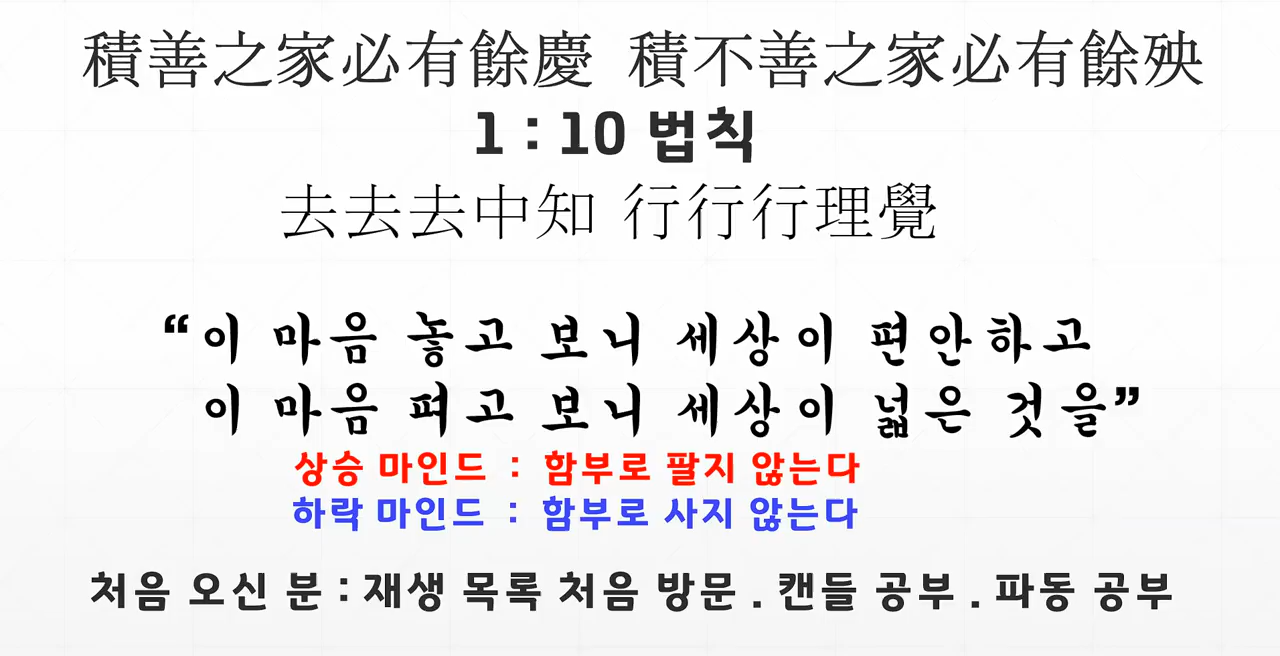 積善之家必有餘慶 積不善之家必有餘殃
1 : 10 법칙
去去去中知 行行行理覺
“이 마음 놓고 보니 세상이 편안하고
이 마음 펴고 보니 세상이 넓은 것을”
상승 마인드 : 함부로 팔지 않는다
하락 마인드 : 함부로 사지 않는다
처음 오신 분 : 재생 목록 처음 방문 . 캔들 공부 . 파동 공부